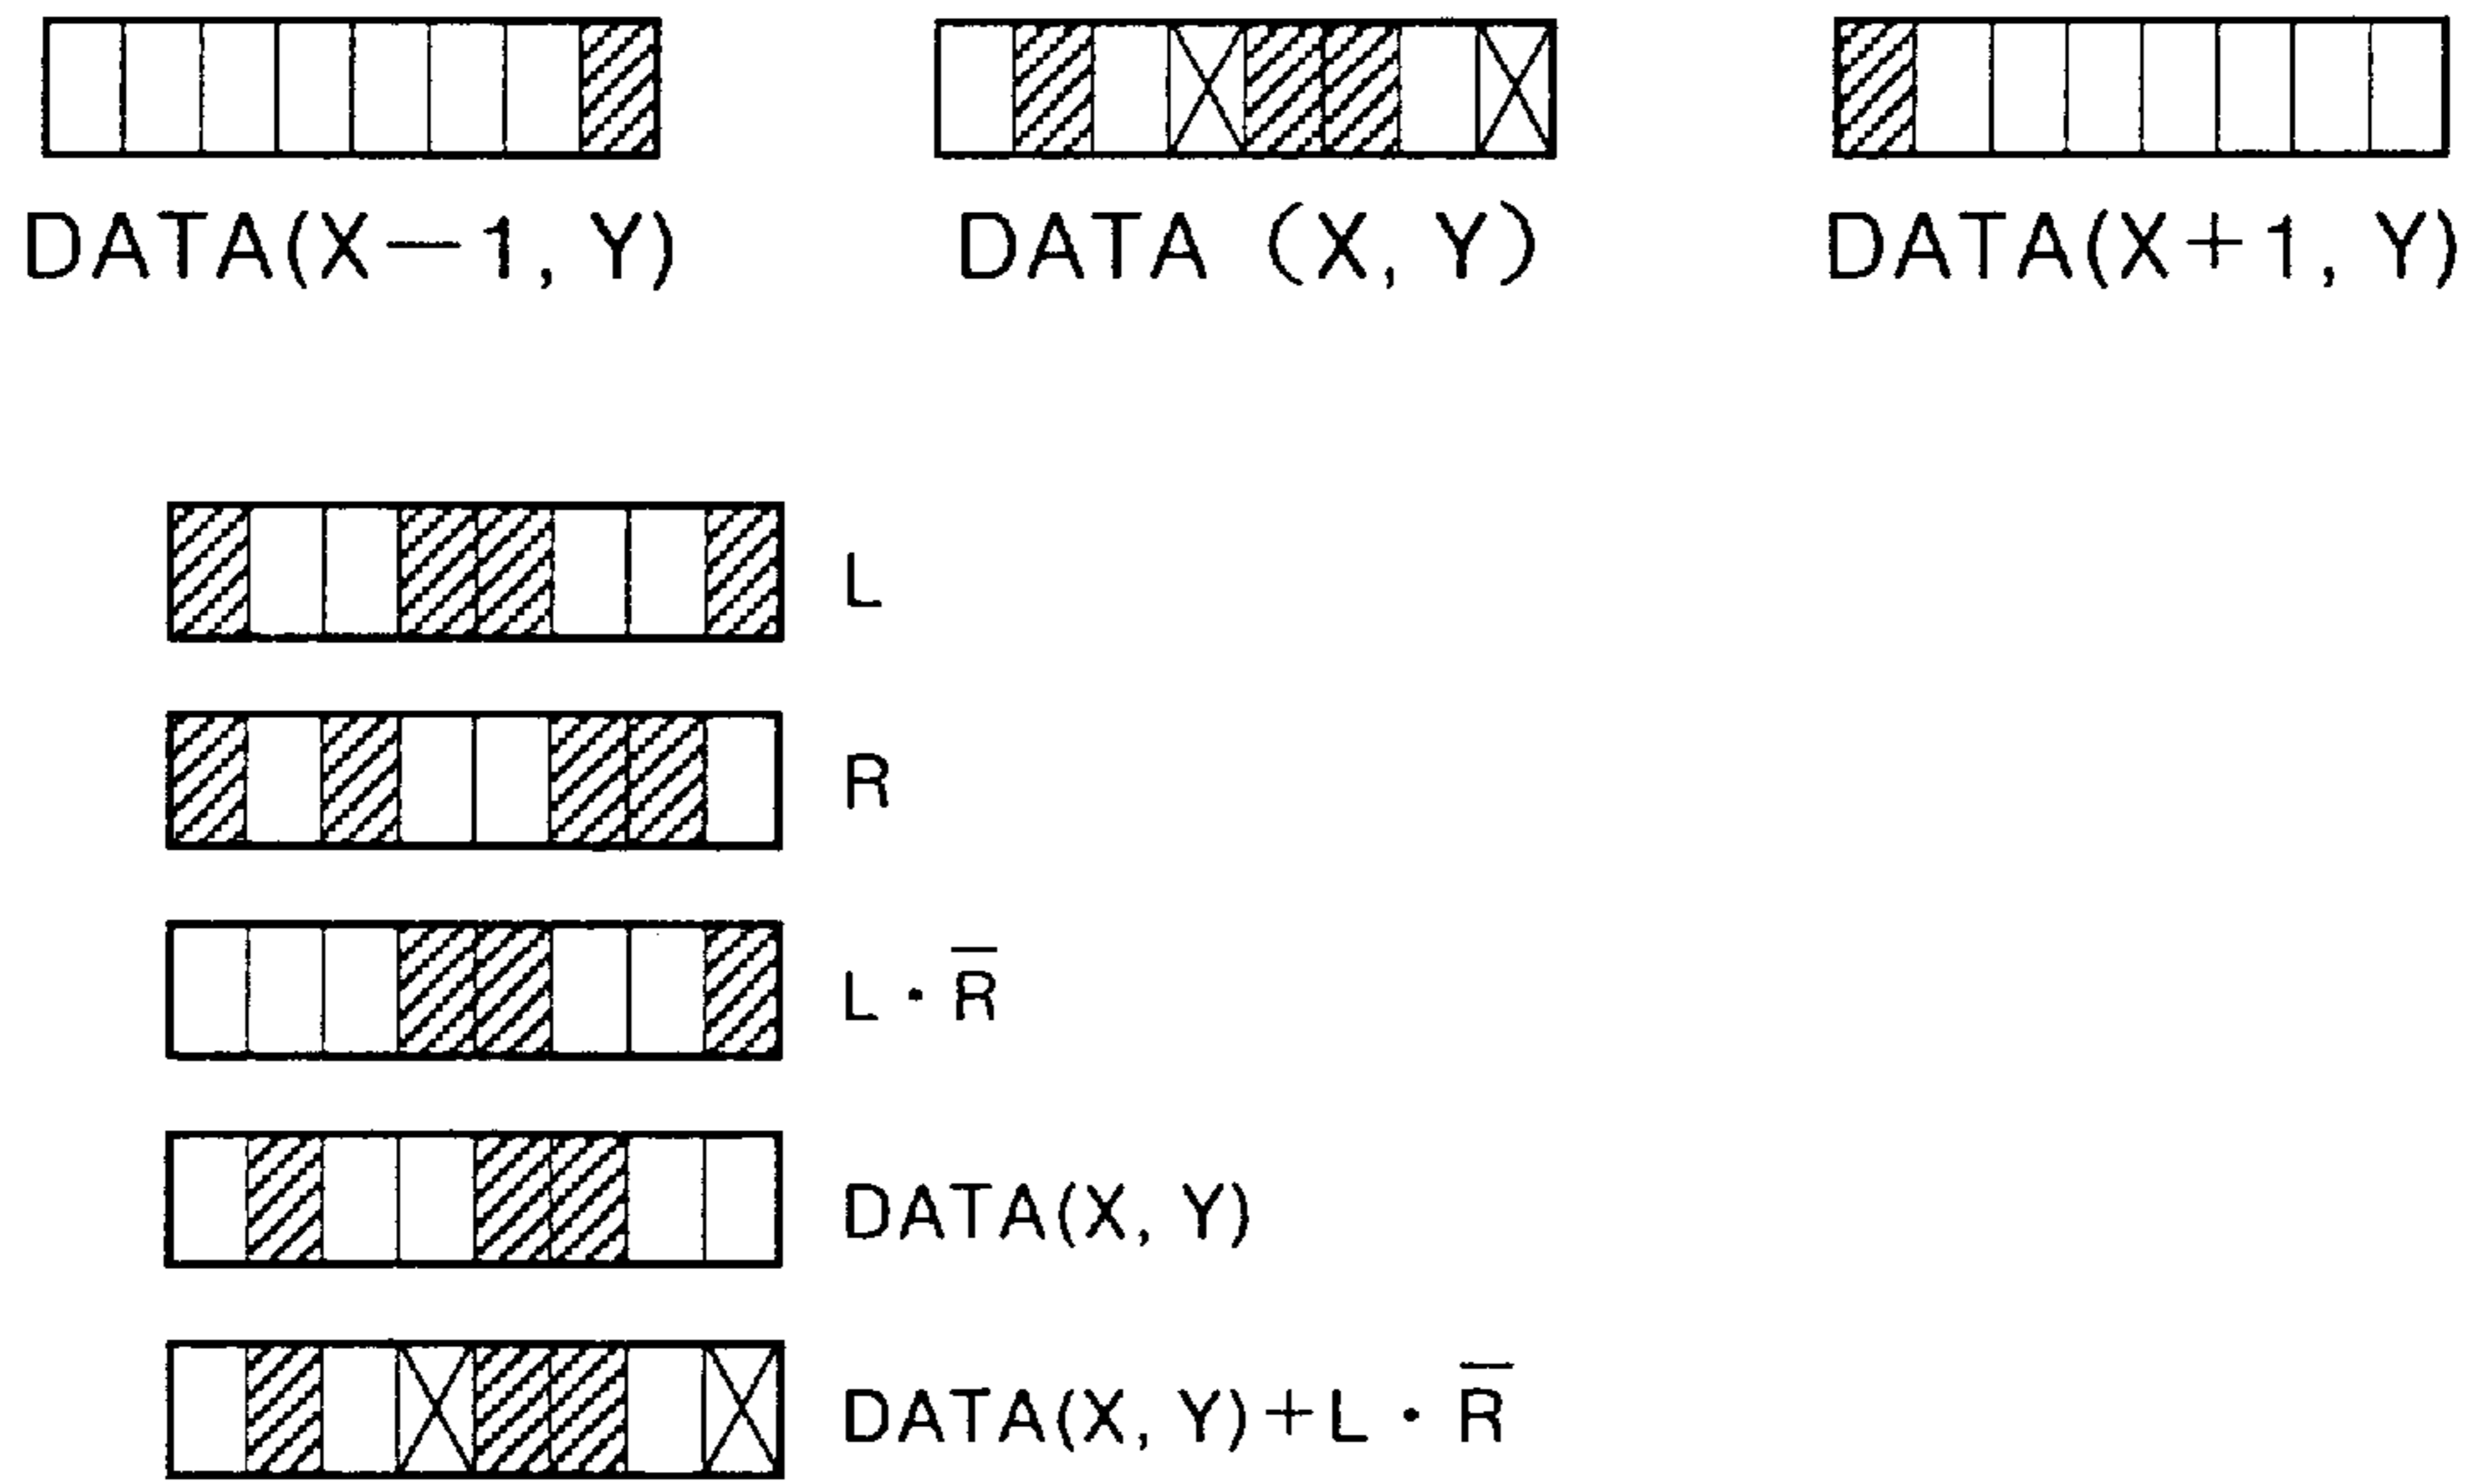 DATA(X−1, Y) DATA (X, Y) DATA(X+1, Y)
L
R
L・R̅
DATA(X, Y)
DATA(X, Y)+L・R̅